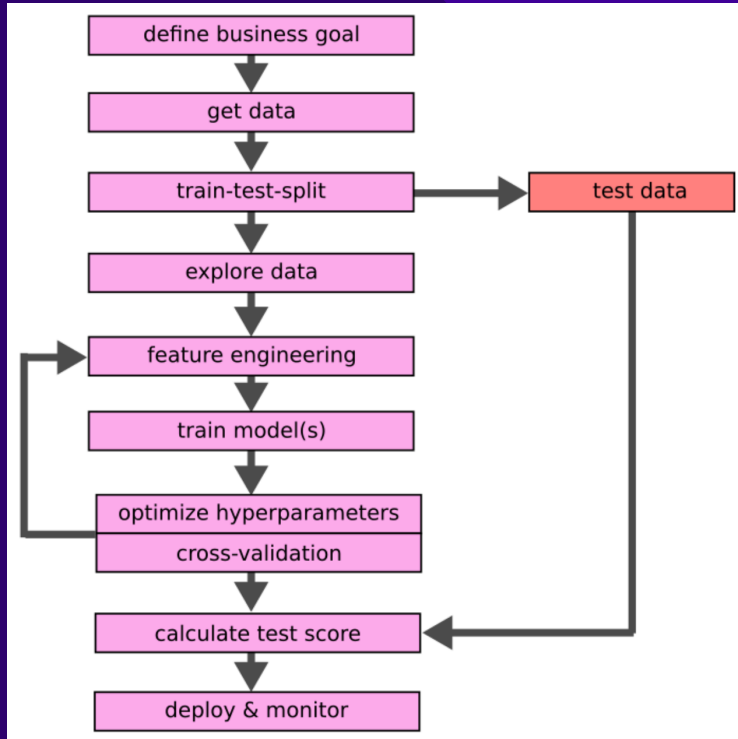 define business goal
get data
train-test-split
test data
explore data
feature engineering
train model(s)
optimize hyperparameters
cross-validation
calculate test score
deploy & monitor